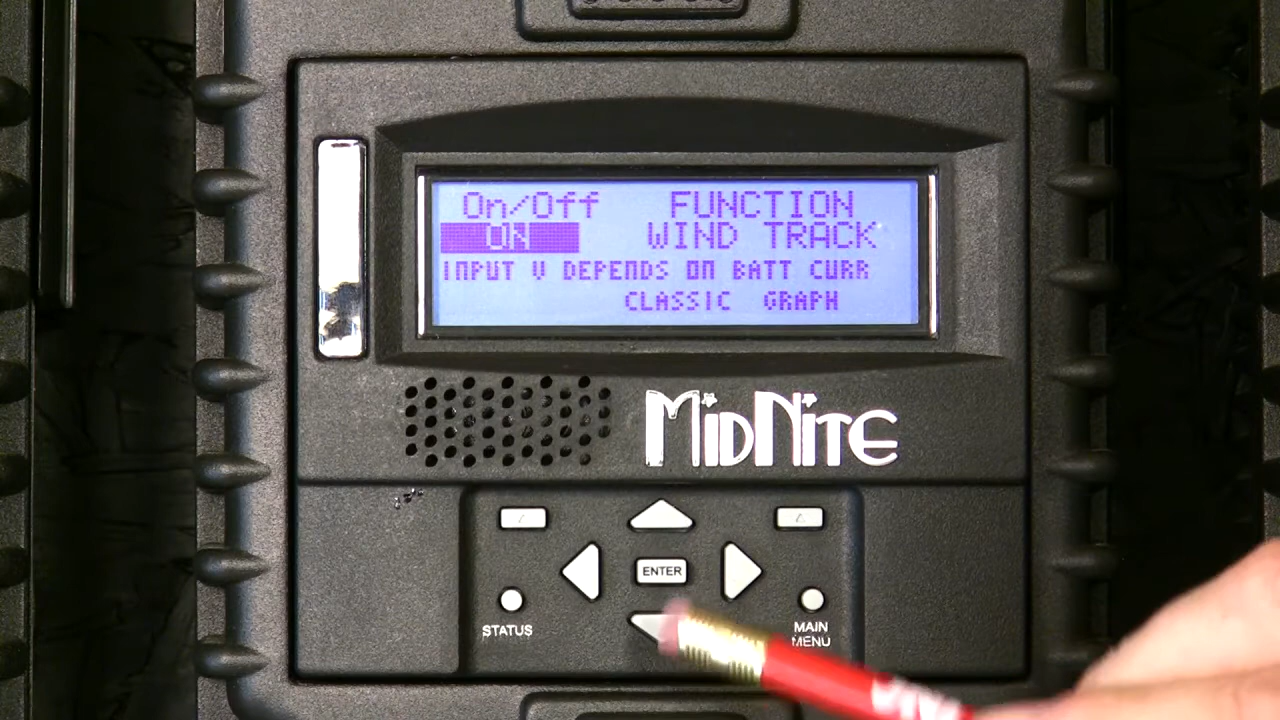 On/Off FUNCTION
ON WIND TRACK
INPUT V DEPENDS ON BATT CURR
CLASSIC GRAPH
MIDNITE
ENTER
STATUS
MAIN
MENU